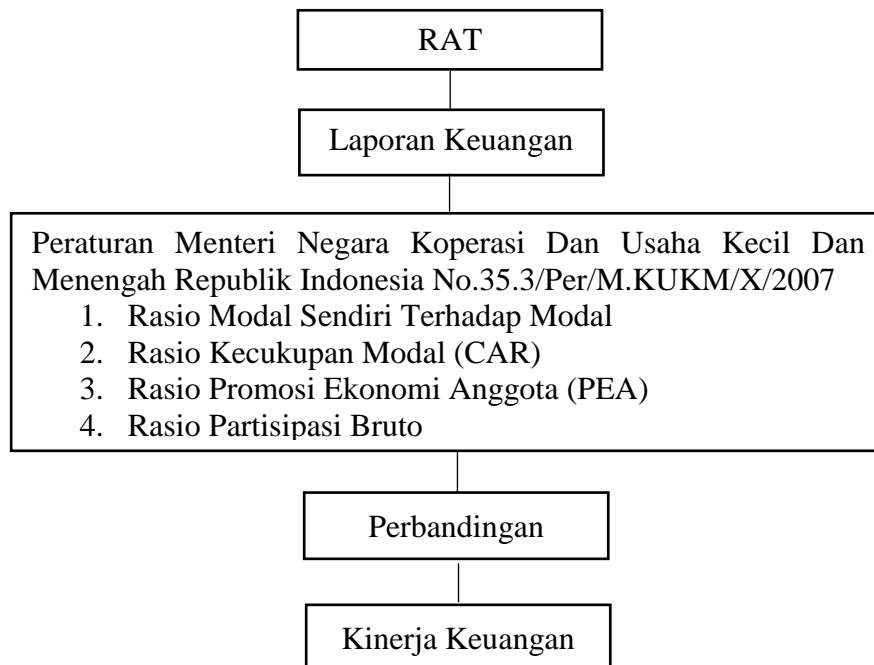 RAT
Laporan Keuangan
Peraturan Menteri Negara Koperasi Dan Usaha Kecil Dan
Menengah Republik Indonesia No.35.3/Per/M.KUKM/X/2007
1. Rasio Modal Sendiri Terhadap Modal
2. Rasio Kecukupan Modal (CAR)
3. Rasio Promosi Ekonomi Anggota (PEA)
4. Rasio Partisipasi Bruto
Perbandingan
Kinerja Keuangan